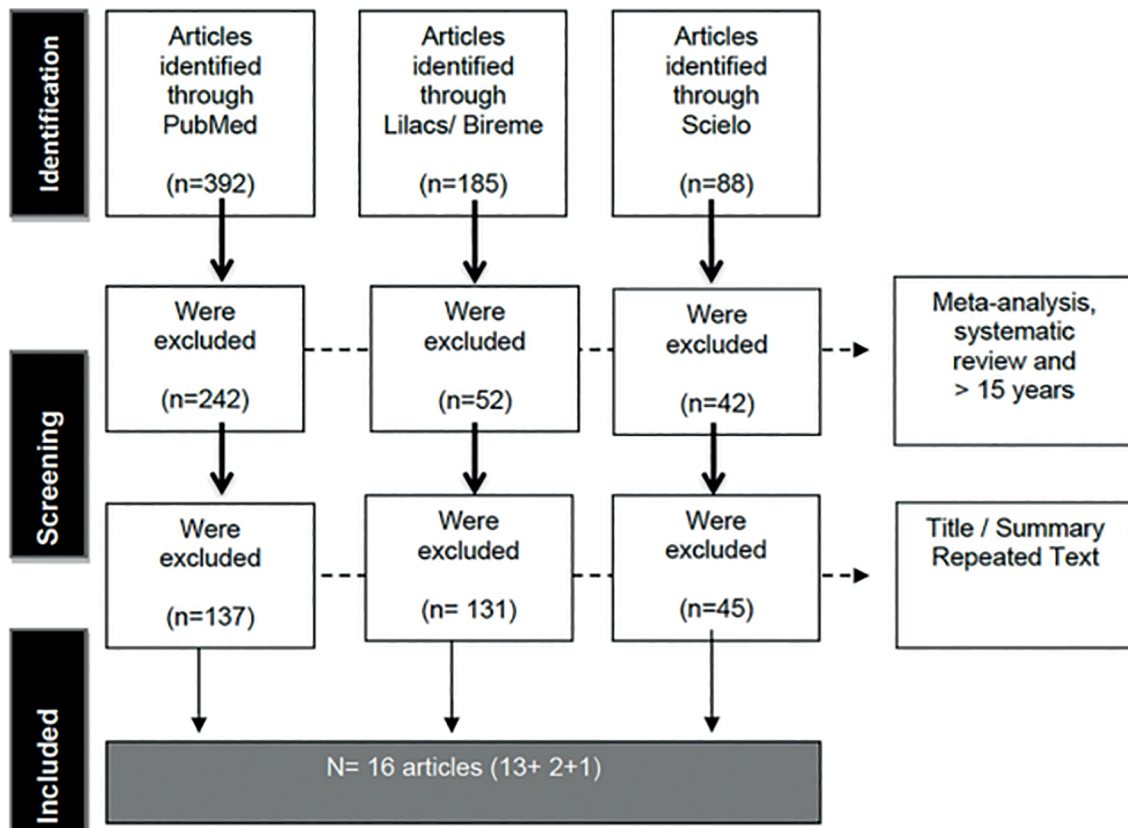 Identification
Articles
identified
through
PubMed
(n=392)
Articles
identified
through
Lilacs/ Bireme
(n=185)
Articles
identified
through
Scielo
(n=88)
Screening
Were
excluded
(n=242)
Were
excluded
(n=52)
Were
excluded
(n=42)
Meta-analysis,
systematic
review and
> 15 years
Were
excluded
(n=137)
Were
excluded
(n= 131)
Were
excluded
(n=45)
Title / Summary
Repeated Text
Included
N= 16 articles (13+ 2+1)